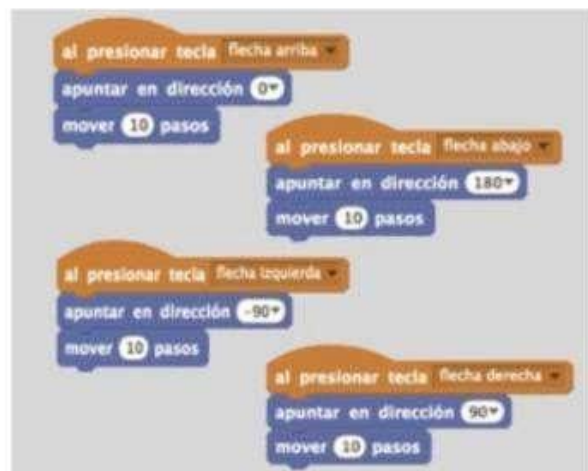 al presionar tecla flecha arriba
apuntar en dirección 0
mover 10 pasos
al presionar tecla flecha abajo
apuntar en dirección 180
mover 10 pasos
al presionar tecla flecha izquierda
apuntar en dirección -90
mover 10 pasos
al presionar tecla flecha derecha
apuntar en dirección 90
mover 10 pasos